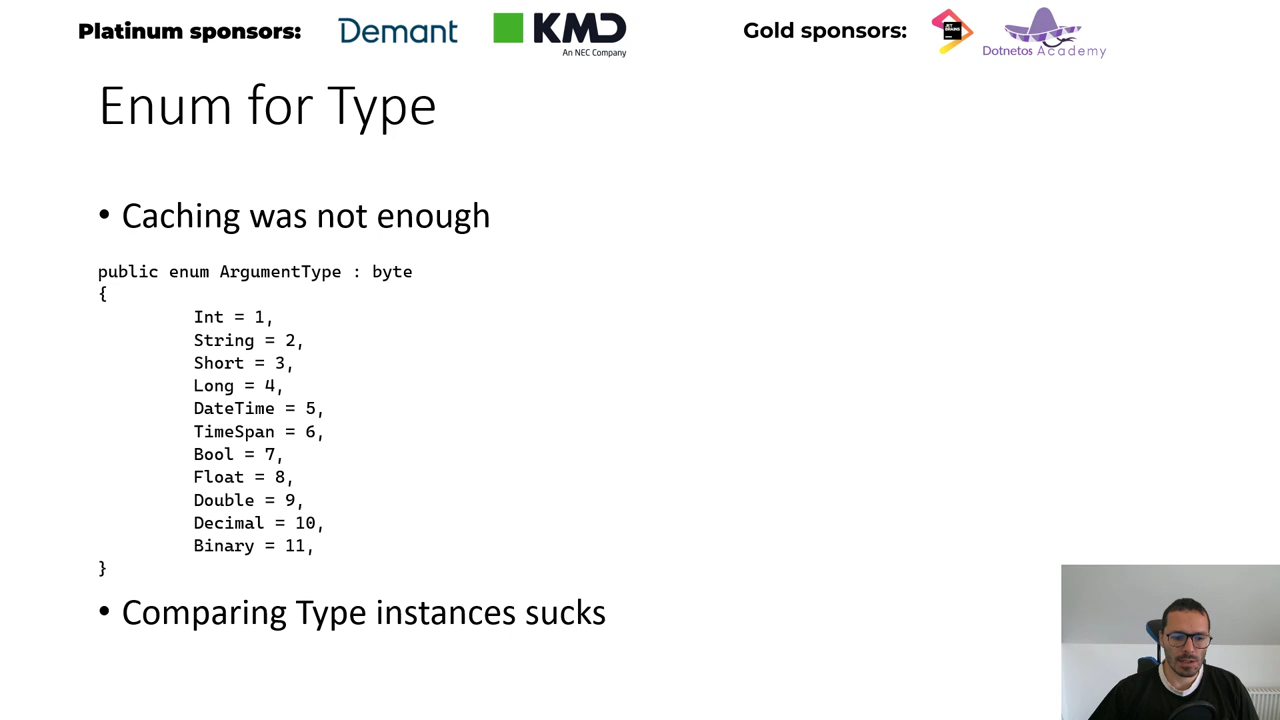 Platinum sponsors:
Demant
KMD
An NEC Company
Gold sponsors:
JET
BRAINS
Dotnetos Academy
Enum for Type
• Caching was not enough
public enum ArgumentType : byte
{
Int = 1,
String = 2,
Short = 3,
Long = 4,
DateTime = 5,
TimeSpan = 6,
Bool = 7,
Float = 8,
Double = 9,
Decimal = 10,
Binary = 11,
}
• Comparing Type instances sucks